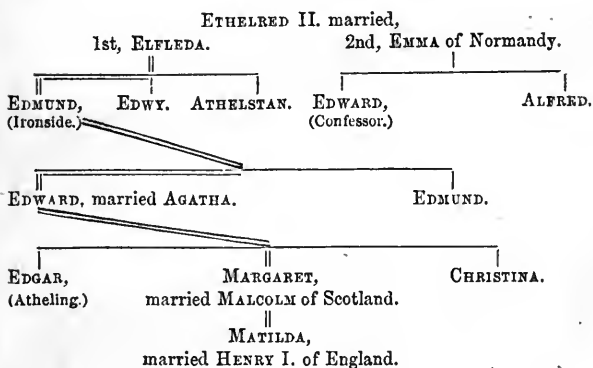 ETHELRED II. married,
1st, ELFLEDA. 2nd, EMMA of Normandy.
EDMUND, EDWY. ATHELSTAN. EDWARD, ALFRED.
(Ironside.) (Confessor.)
EDWARD, married AGATHA. EDMUND.
EDGAR, MARGARET, CHRISTINA.
(Atheling.) married MALCOLM of Scotland.
MATILDA,
married HENRY I. of England.